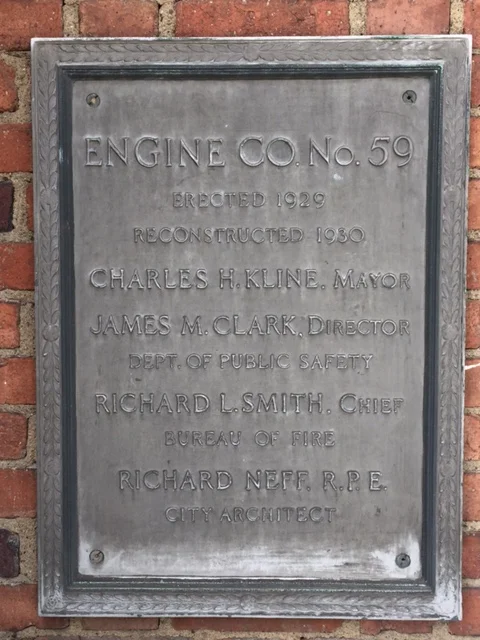 ENGINE CO. NO. 59
ERECTED 1929
RECONSTRUCTED 1930
CHARLES H. KLINE, MAYOR
JAMES M. CLARK, DIRECTOR
DEPT. OF PUBLIC SAFETY
RICHARD L. SMITH, CHIEF
BUREAU OF FIRE
RICHARD NEFF, R.P.E.
CITY ARCHITECT